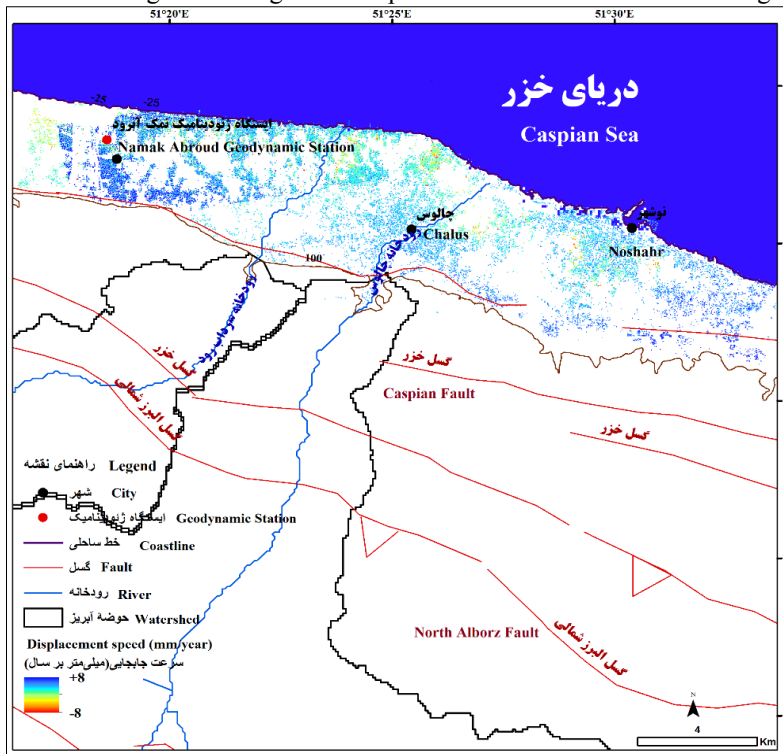 51°20'E 51°25'E 51°30'E
-25 -25
دریای خزر
Caspian Sea
ایستگاه ژئودینامیک نمک آبرود
Namak Abroud Geodynamic Station
چالوس
Chalus
نوشهر
Noshahr
100
رودخانه سرداب رود
گسل خزر
گسل خزر
Caspian Fault
گسل خزر
گسل البرز شمالی
North Alborz Fault
گسل البرز شمالی
راهنمای نقشه Legend
شهر City
ایستگاه ژئودینامیک Geodynamic Station
خط ساحلی Coastline
گسل Fault
رودخانه River
حوضه آبریز Watershed
Displacement speed (mm/year)
سرعت جابجایی(میلی‌متر بر سال)
+8
-8
N
4
Km